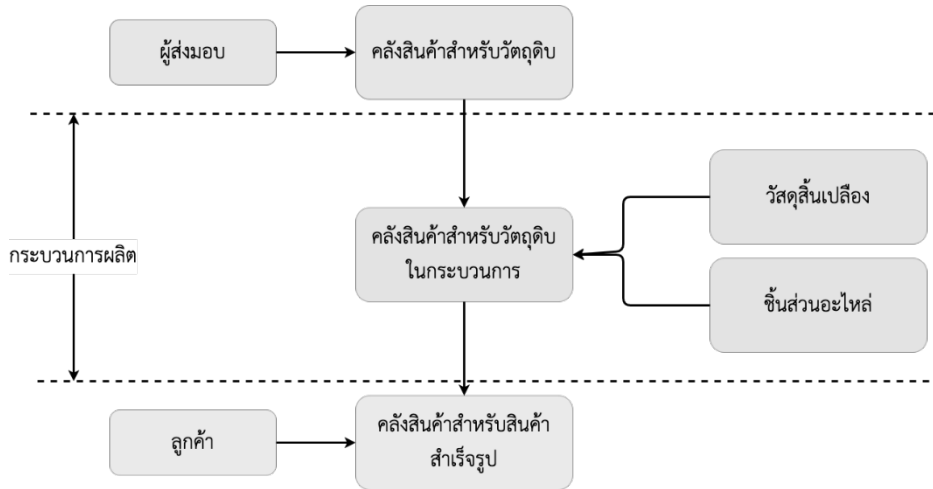 ผู้ส่งมอบ
คลังสินค้าสำหรับวัตถุดิบ
วัสดุสิ้นเปลือง
คลังสินค้าสำหรับวัตถุดิบ
ในกระบวนการ
กระบวนการผลิต
ชิ้นส่วนอะไหล่
ลูกค้า
คลังสินค้าสำหรับสินค้า
สำเร็จรูป